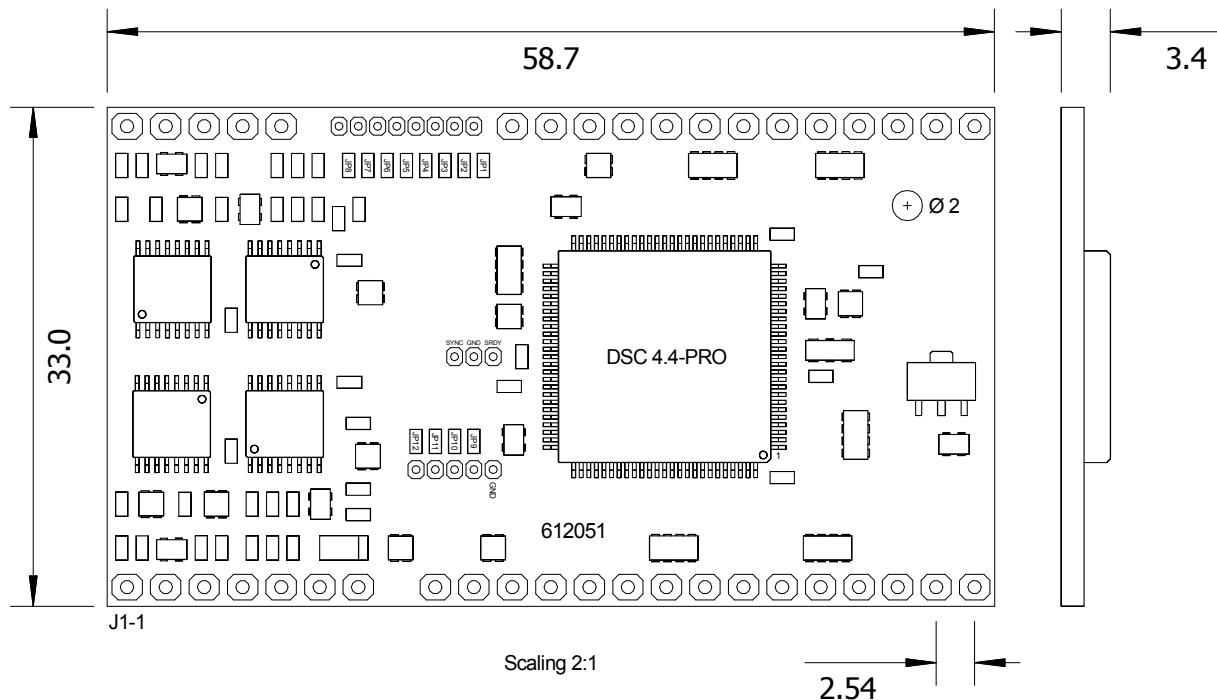 58.7
3.4
JP8 JP7 JP6 JP5 JP4 JP3 JP2 JP1
Ø 2
33.0
SYNC GND SRDY
DSC 4.4-PRO
JP12 JP11 JP10 JP9
1
GND
612051
J1-1
Scaling 2:1
2.54